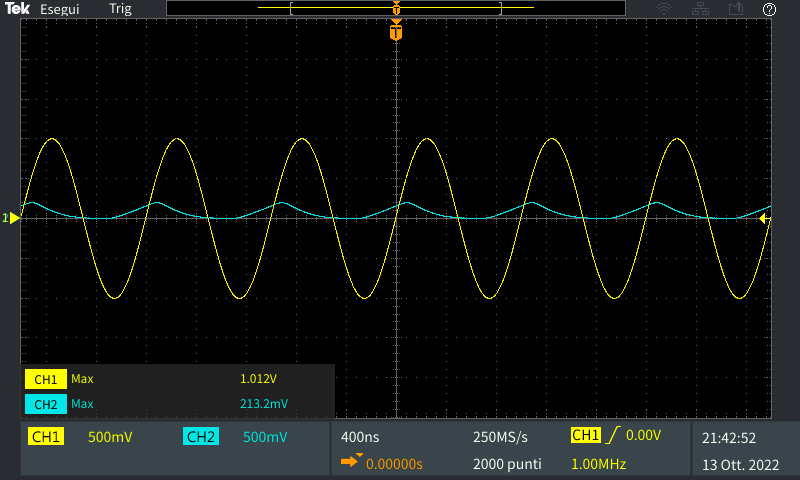 Tek Esegui Trig
T
T
1
CH1 Max 1.012V
CH2 Max 213.2mV
CH1 500mV CH2 500mV 400ns 250MS/s CH1 0.00V 21:42:52
0.00000s 2000 punti 1.00MHz 13 Ott. 2022